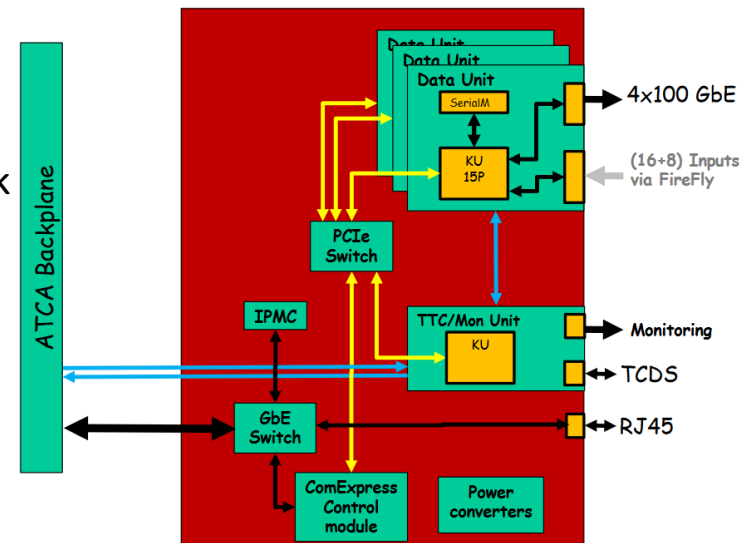 Data Unit
Data Unit
Data Unit
SerialM
KU
15P
4x100 GbE
(16+8) Inputs
via FireFly
k
ATCA Backplane
PCIe
Switch
IPMC
TTC/Mon Unit
KU
Monitoring
TCDS
GbE
Switch
RJ45
ComExpress
Control
module
Power
converters